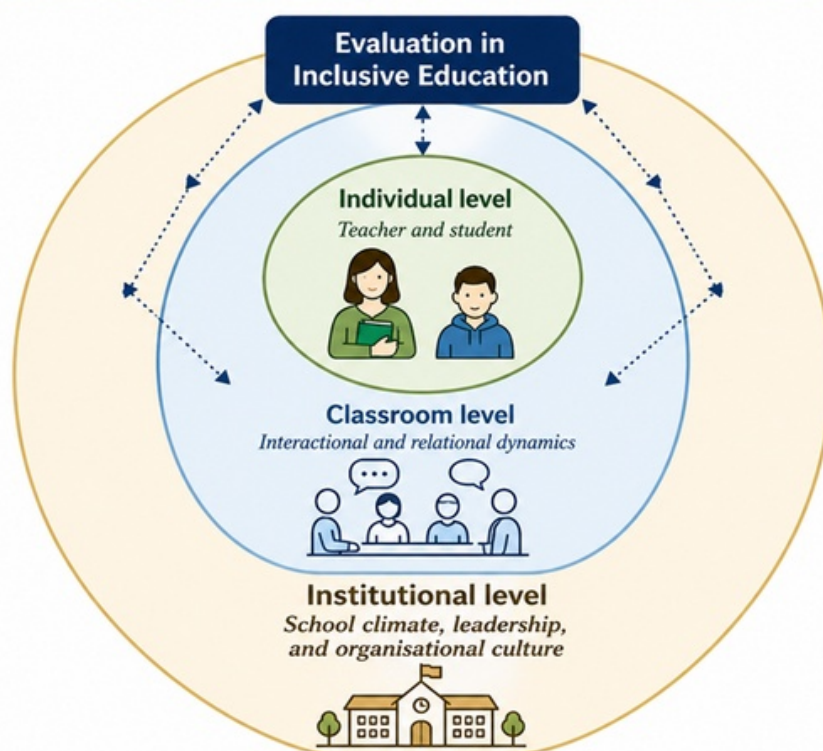 Evaluation in
Inclusive Education
Individual level
Teacher and student
Classroom level
Interactional and relational dynamics
Institutional level
School climate, leadership,
and organisational culture